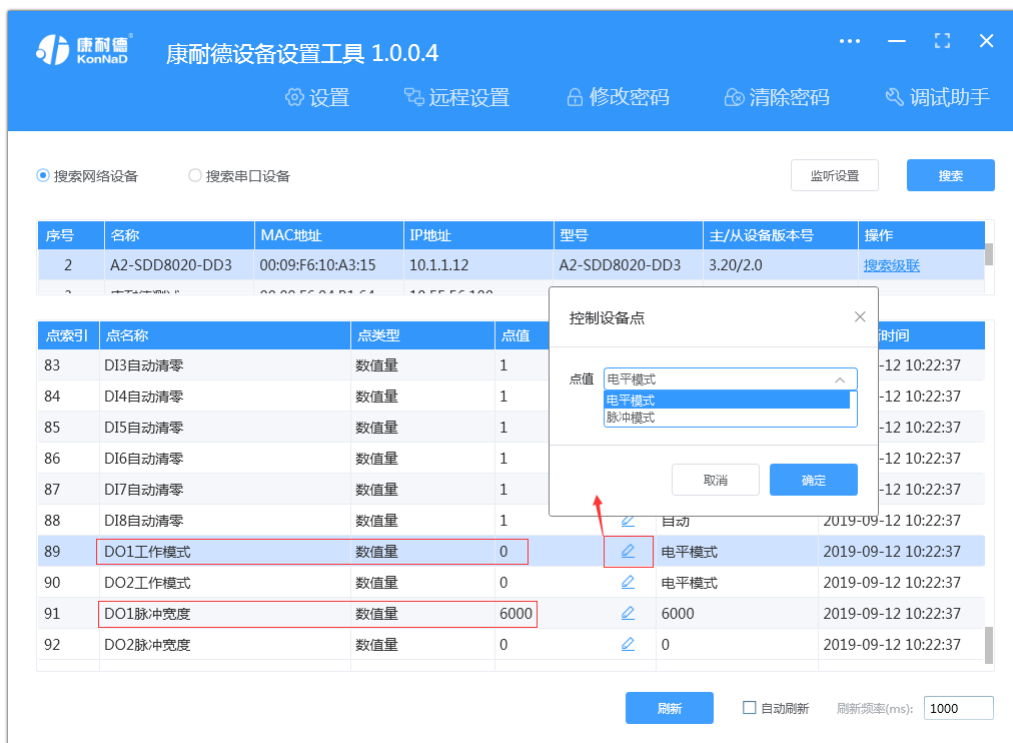 康耐德®
KonNaD
康耐德设备设置工具 1.0.0.4
设置 远程设置 修改密码 清除密码 调试助手
搜索网络设备 搜索串口设备 监听设置 搜索
序号 名称 MAC地址 IP地址 型号 主/从设备版本号 操作
2 A2-SDD8020-DD3 00:09:F6:10:A3:15 10.1.1.12 A2-SDD8020-DD3 3.20/2.0 搜索级联
控制设备点
点值 电平模式
电平模式
脉冲模式
取消 确定
点索引 点名称 点类型 点值 时间
83 DI3自动清零 数值量 1 -12 10:22:37
84 DI4自动清零 数值量 1 -12 10:22:37
85 DI5自动清零 数值量 1 -12 10:22:37
86 DI6自动清零 数值量 1 -12 10:22:37
87 DI7自动清零 数值量 1 -12 10:22:37
88 DI8自动清零 数值量 1 自动 2019-09-12 10:22:37
89 DO1工作模式 数值量 0 电平模式 2019-09-12 10:22:37
90 DO2工作模式 数值量 0 电平模式 2019-09-12 10:22:37
91 DO1脉冲宽度 数值量 6000 6000 2019-09-12 10:22:37
92 DO2脉冲宽度 数值量 0 0 2019-09-12 10:22:37
刷新 自动刷新 刷新频率(ms): 1000